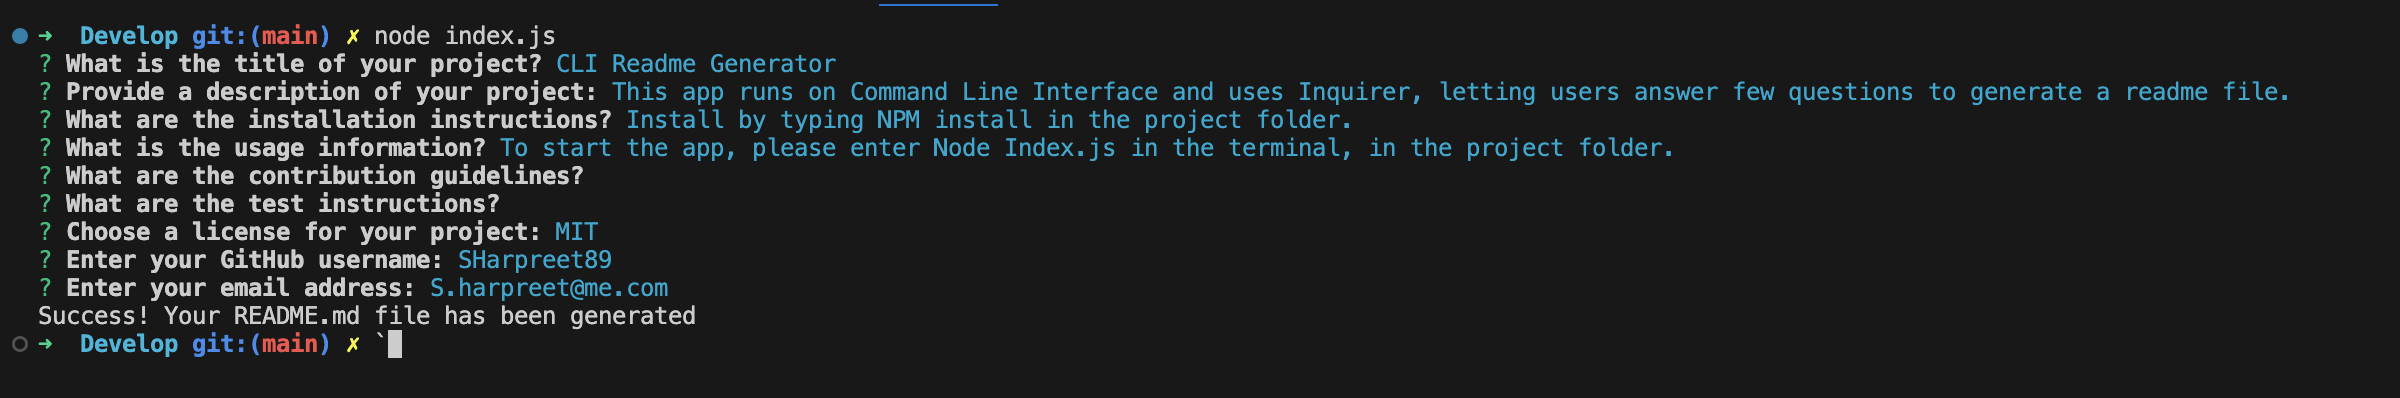 ➜ Develop git:(main) ✗ node index.js
? What is the title of your project? CLI Readme Generator
? Provide a description of your project: This app runs on Command Line Interface and uses Inquirer, letting users answer few questions to generate a readme file.
? What are the installation instructions? Install by typing NPM install in the project folder.
? What is the usage information? To start the app, please enter Node Index.js in the terminal, in the project folder.
? What are the contribution guidelines?
? What are the test instructions?
? Choose a license for your project: MIT
? Enter your GitHub username: SHarpreet89
? Enter your email address: S.harpreet@me.com
Success! Your README.md file has been generated
➜ Develop git:(main) ✗ `